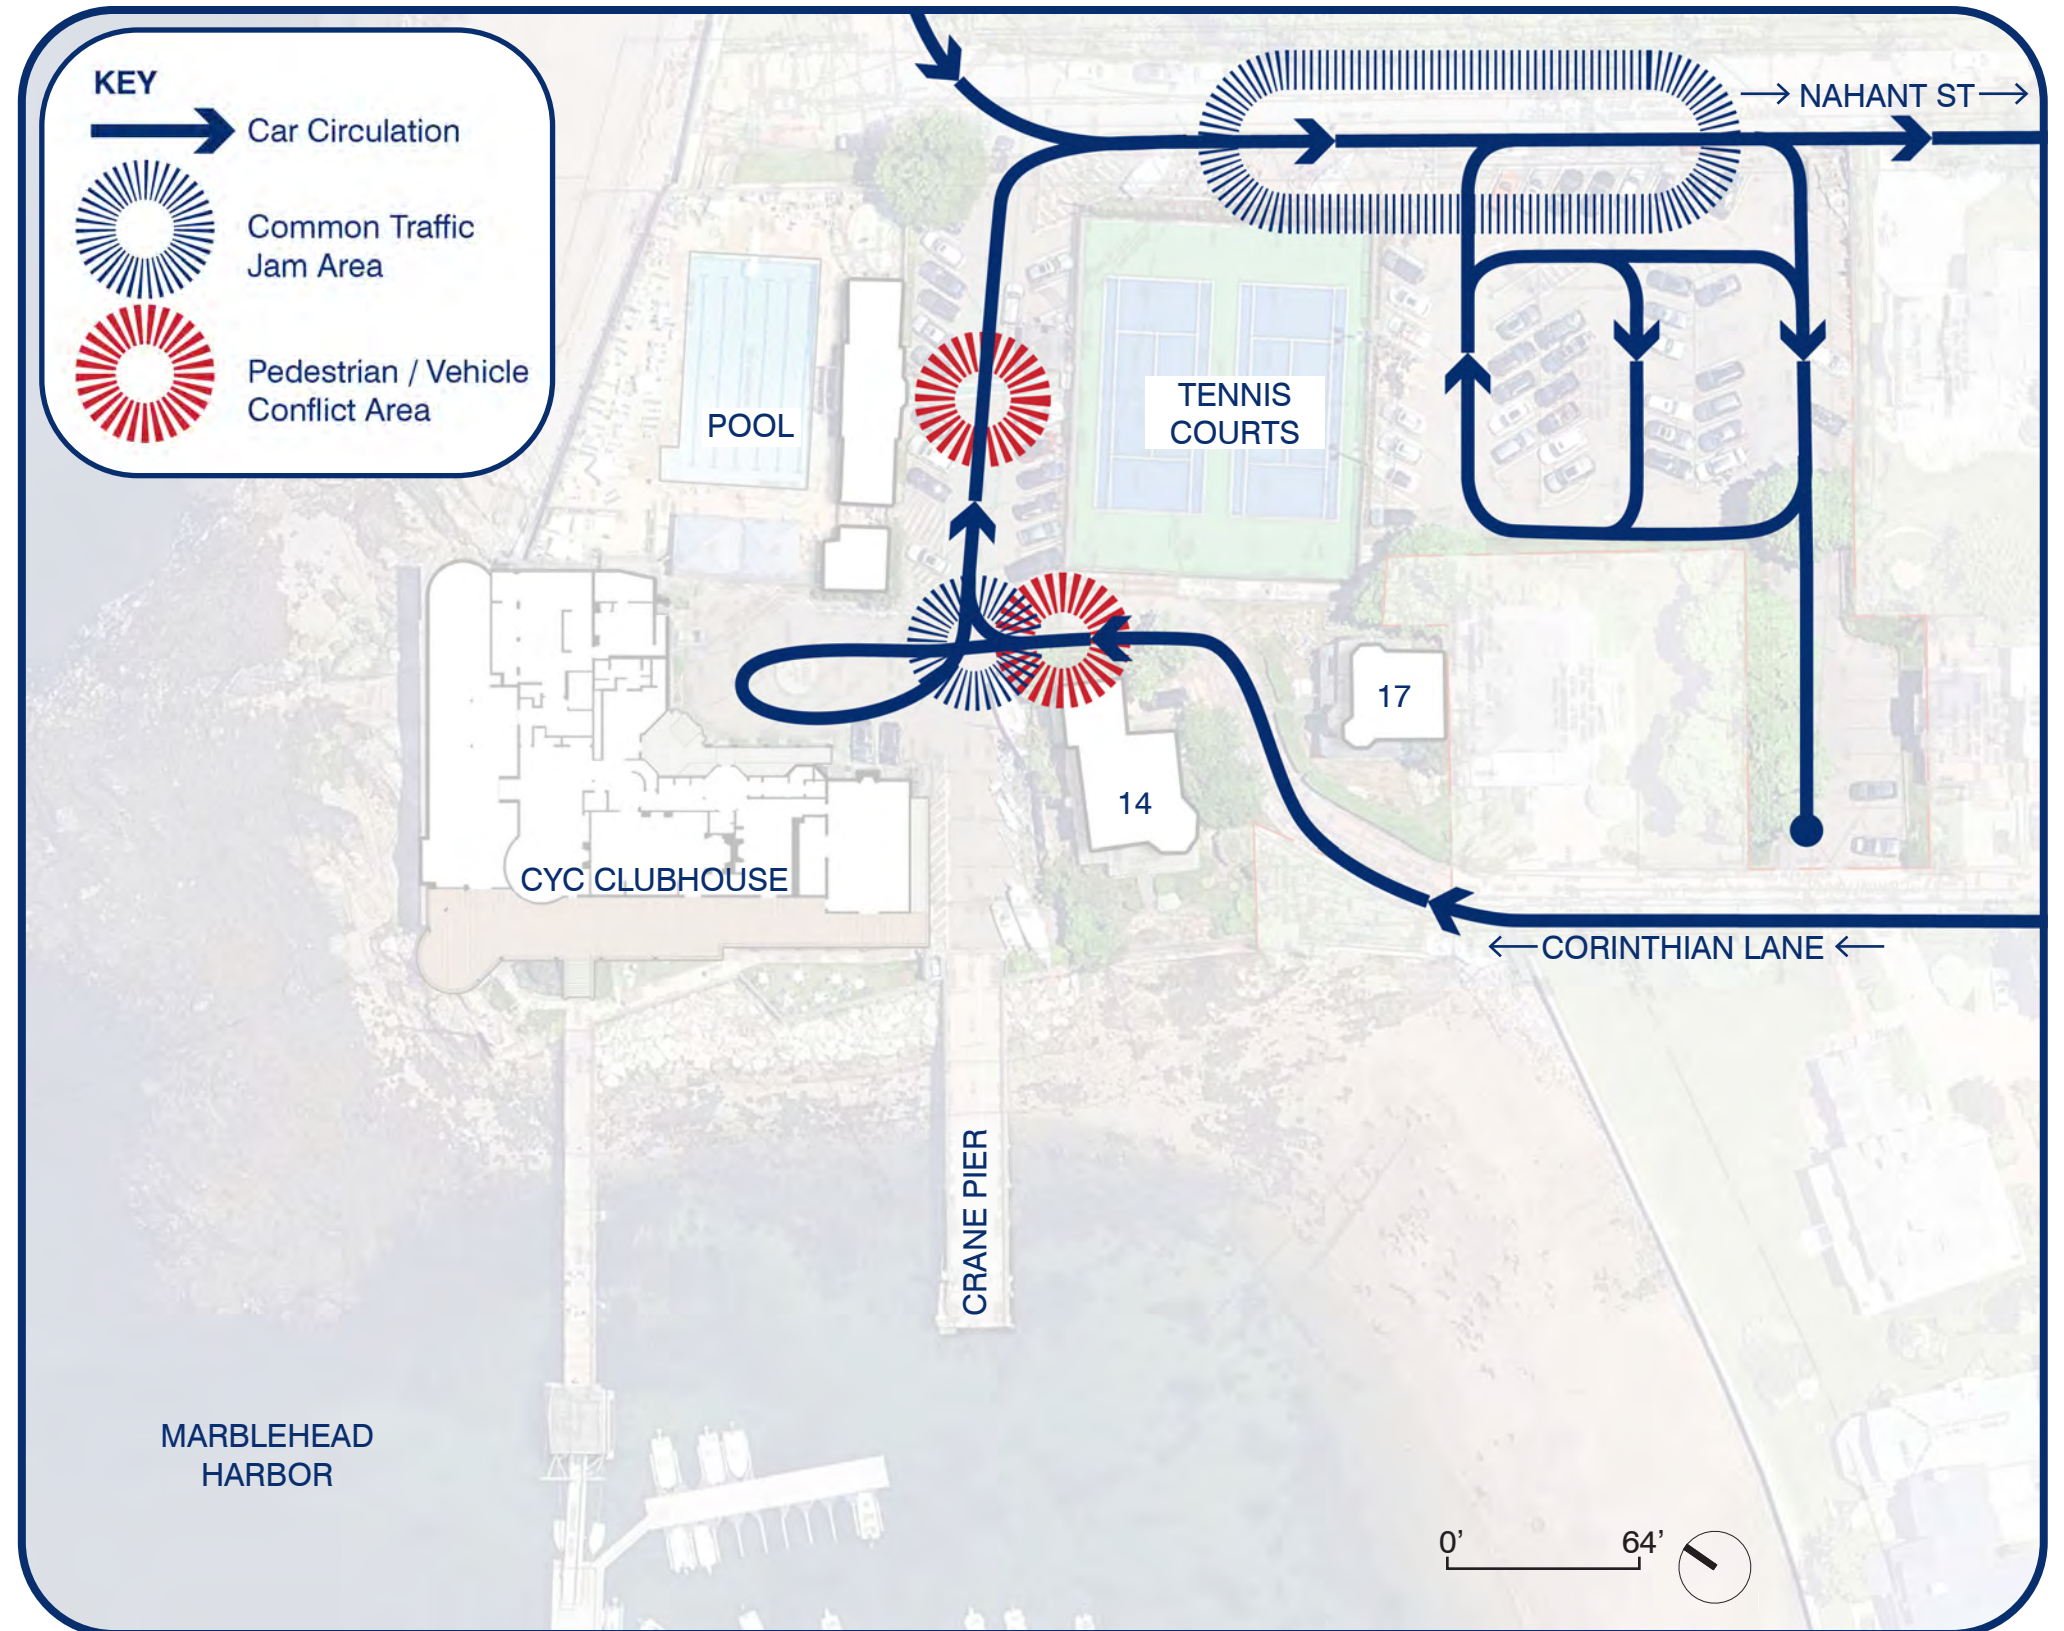 KEY
Car Circulation
Common Traffic
Jam Area
Pedestrian / Vehicle
Conflict Area
NAHANT ST
POOL
TENNIS
COURTS
17
14
CYC CLUBHOUSE
CORINTHIAN LANE
CRANE PIER
MARBLEHEAD
HARBOR
0’ 64’